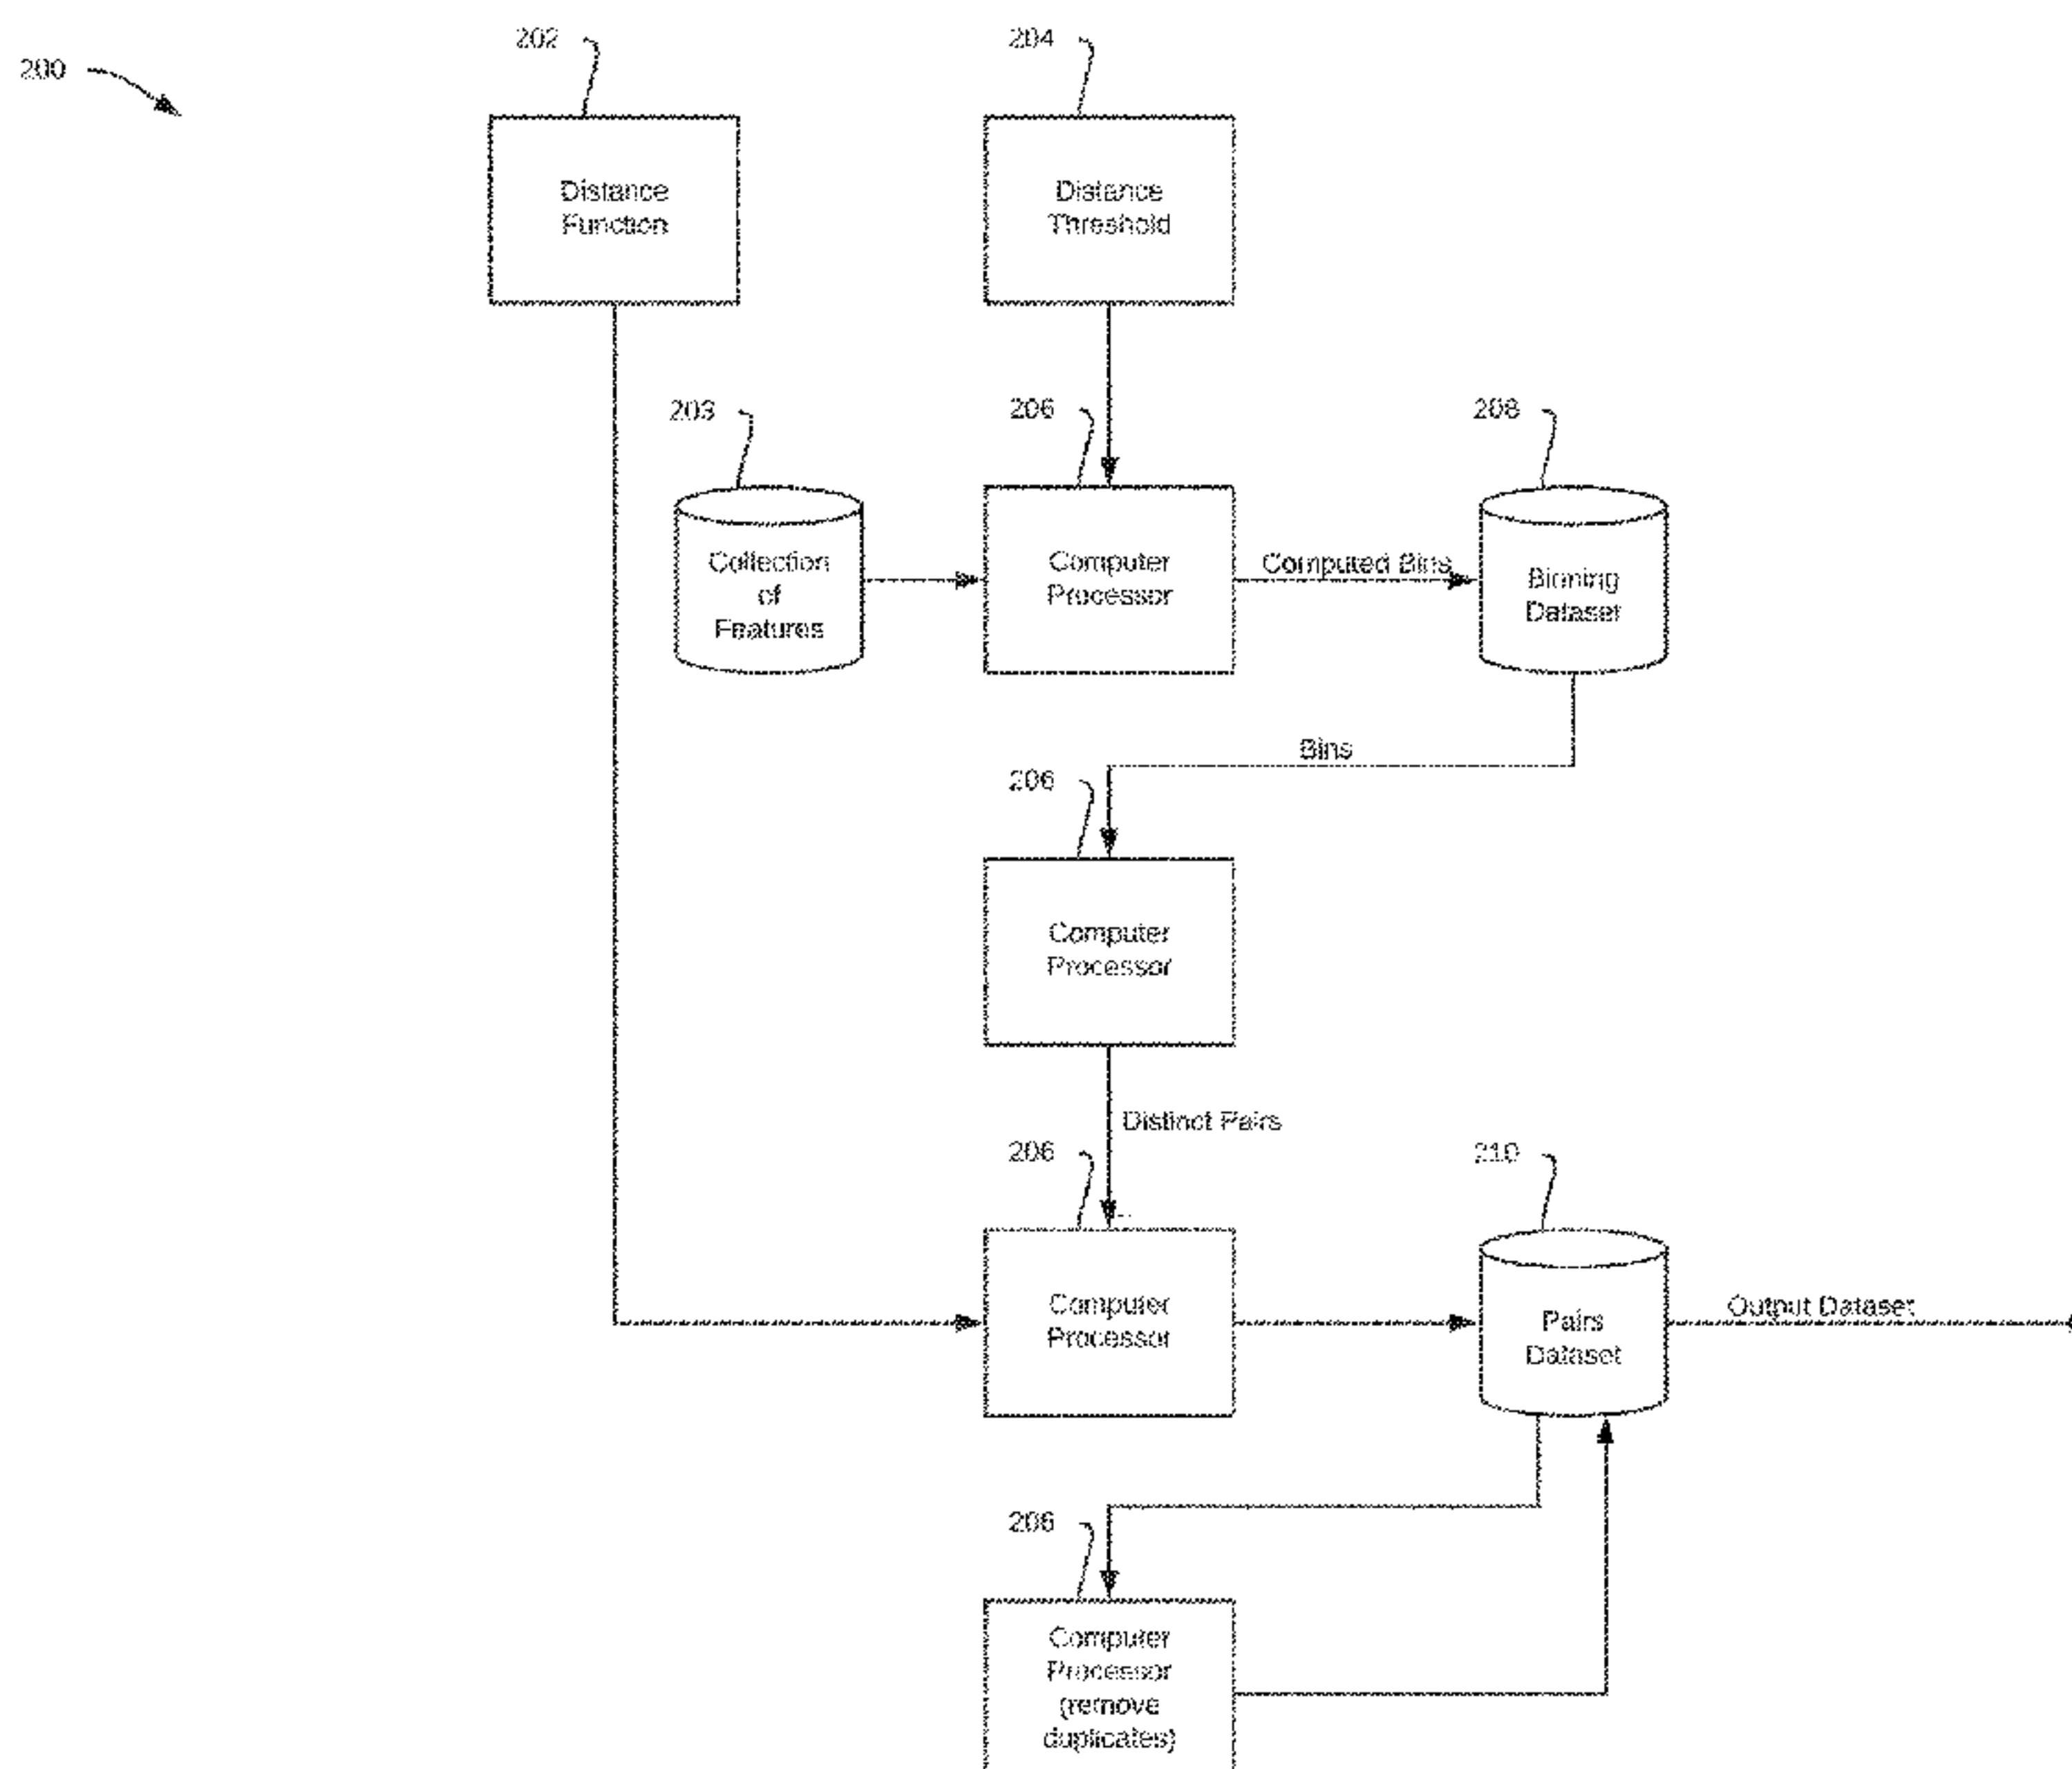 200
202
204
Distance
Function
Distance
Threshold
203
206
208
Collection
of
Features
Computer
Processor
Computed Bins
Binning
Dataset
Bins
206
Computer
Processor
Distinct Pairs
206
210
Computer
Processor
Pairs
Dataset
Output Dataset
206
Computer
Processor
(remove
duplicates)